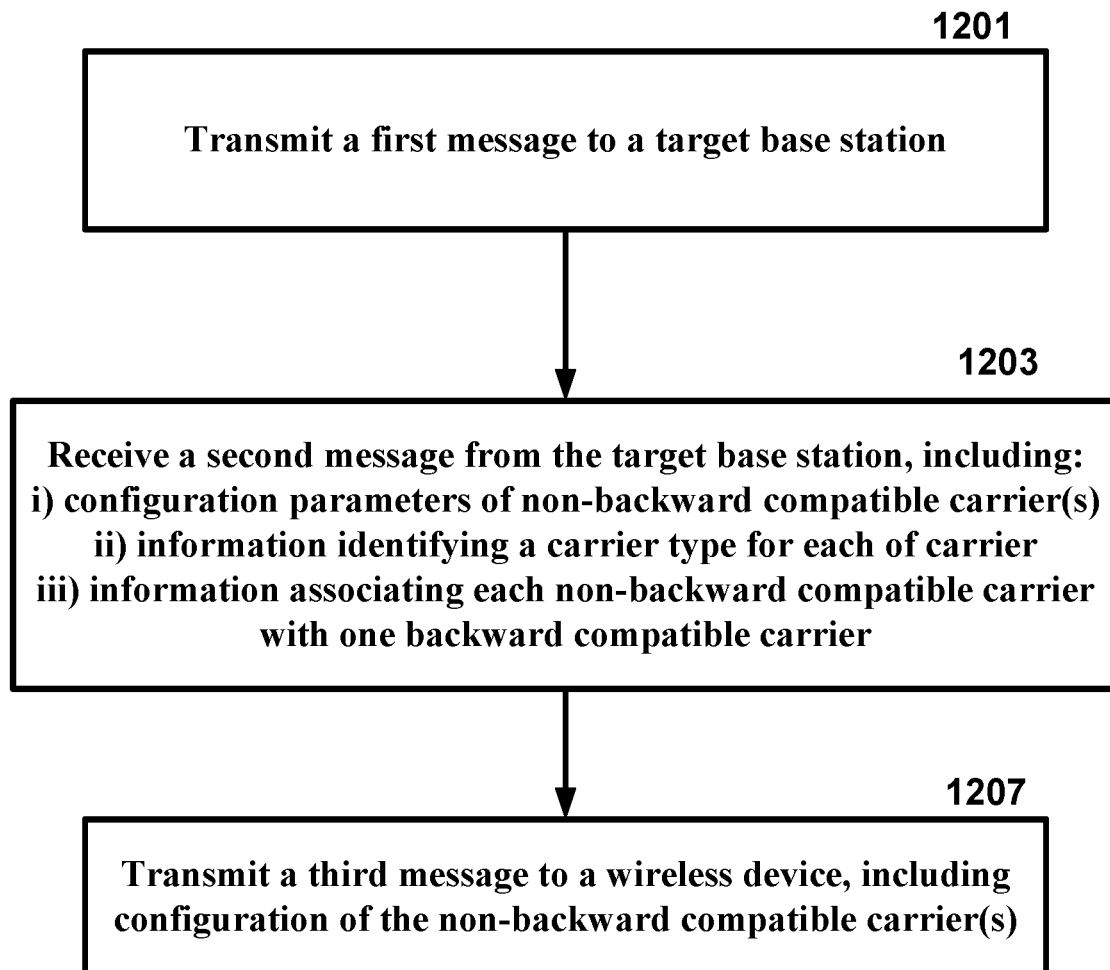 1201
Transmit a first message to a target base station
1203
Receive a second message from the target base station, including:
i) configuration parameters of non-backward compatible carrier(s)
ii) information identifying a carrier type for each of carrier
iii) information associating each non-backward compatible carrier
with one backward compatible carrier
1207
Transmit a third message to a wireless device, including
configuration of the non-backward compatible carrier(s)